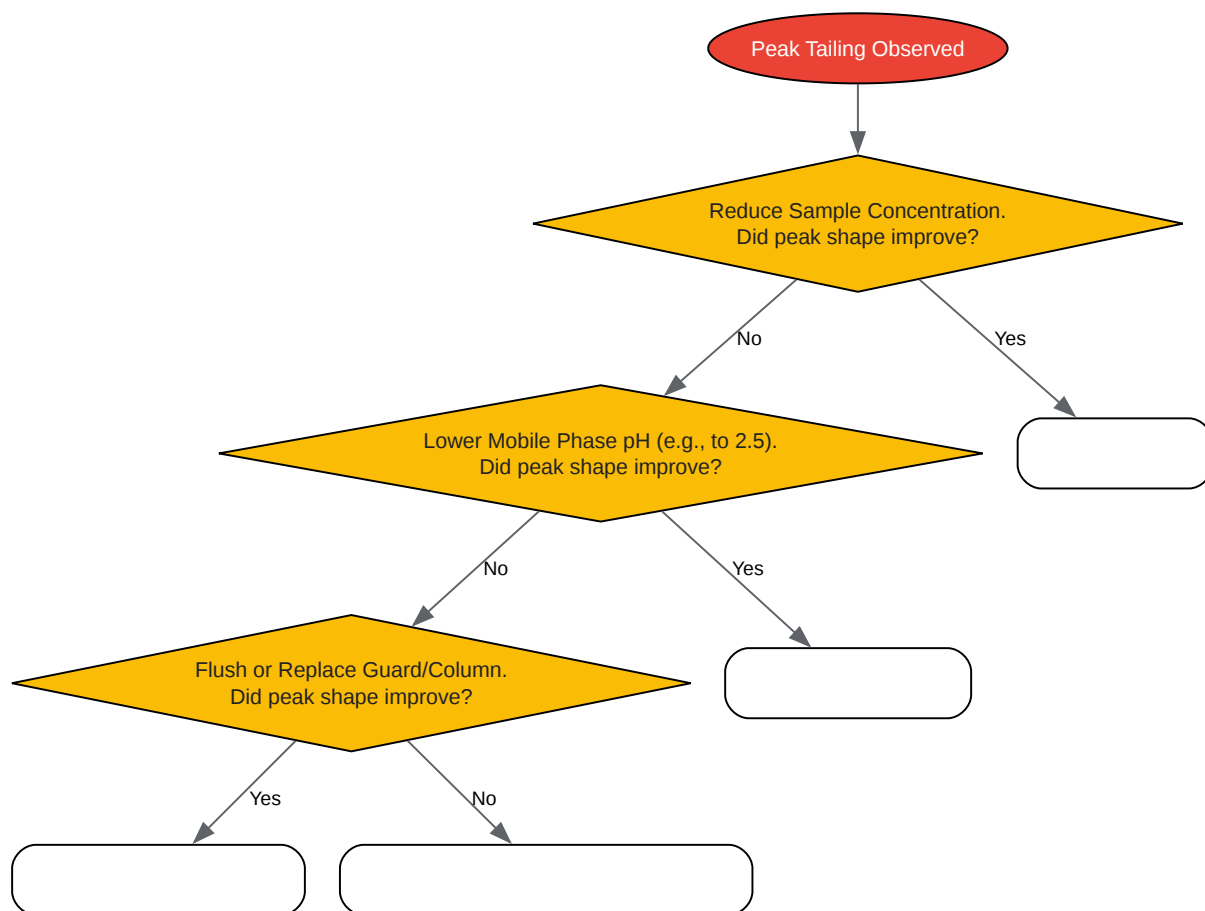 Peak Tailing Observed
Reduce Sample Concentration.
Did peak shape improve?
No
Yes
Lower Mobile Phase pH (e.g., to 2.5).
Did peak shape improve?
No
Yes
Flush or Replace Guard/Column.
Did peak shape improve?
Yes
No